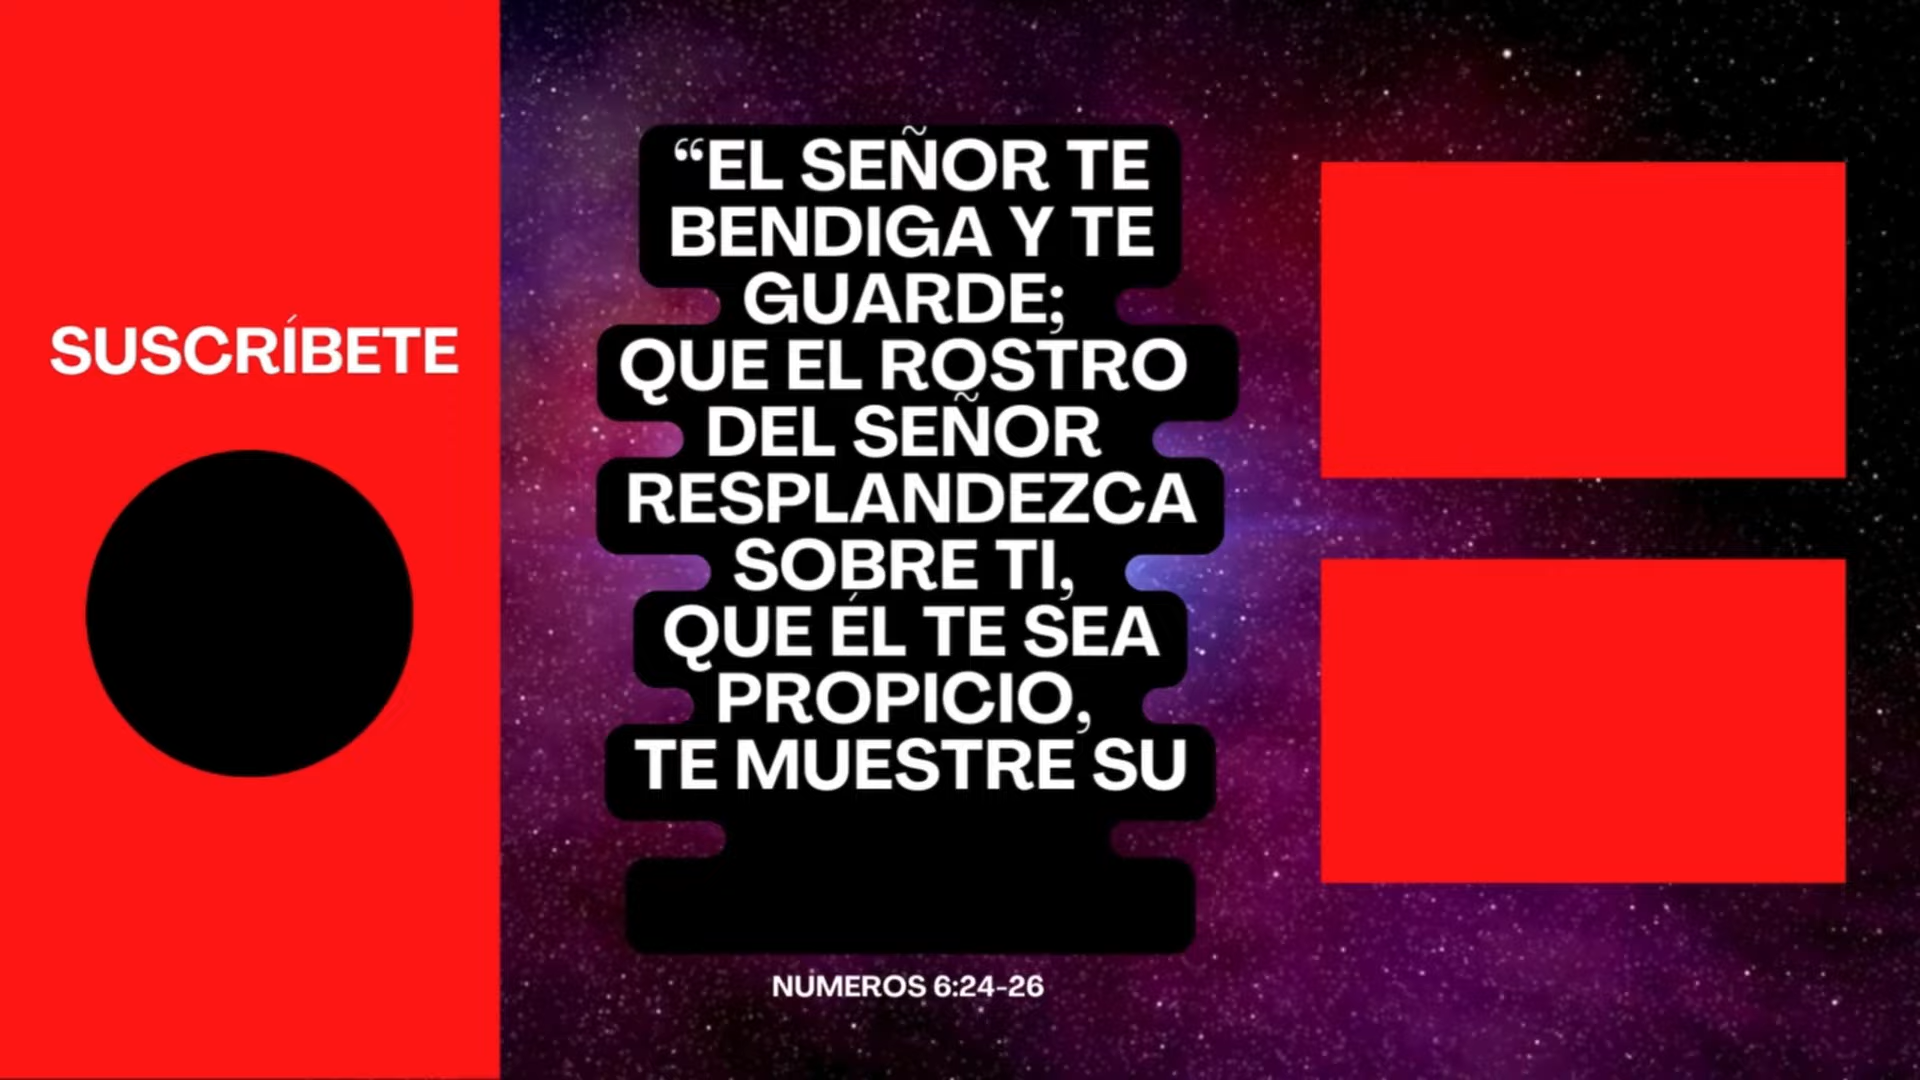 SUSCRÍBETE
“EL SEÑOR TE
BENDIGA Y TE
GUARDE;
QUE EL ROSTRO
DEL SEÑOR
RESPLANDEZCA
SOBRE TI,
QUE ÉL TE SEA
PROPICIO,
TE MUESTRE SU
NÚMEROS 6:24-26